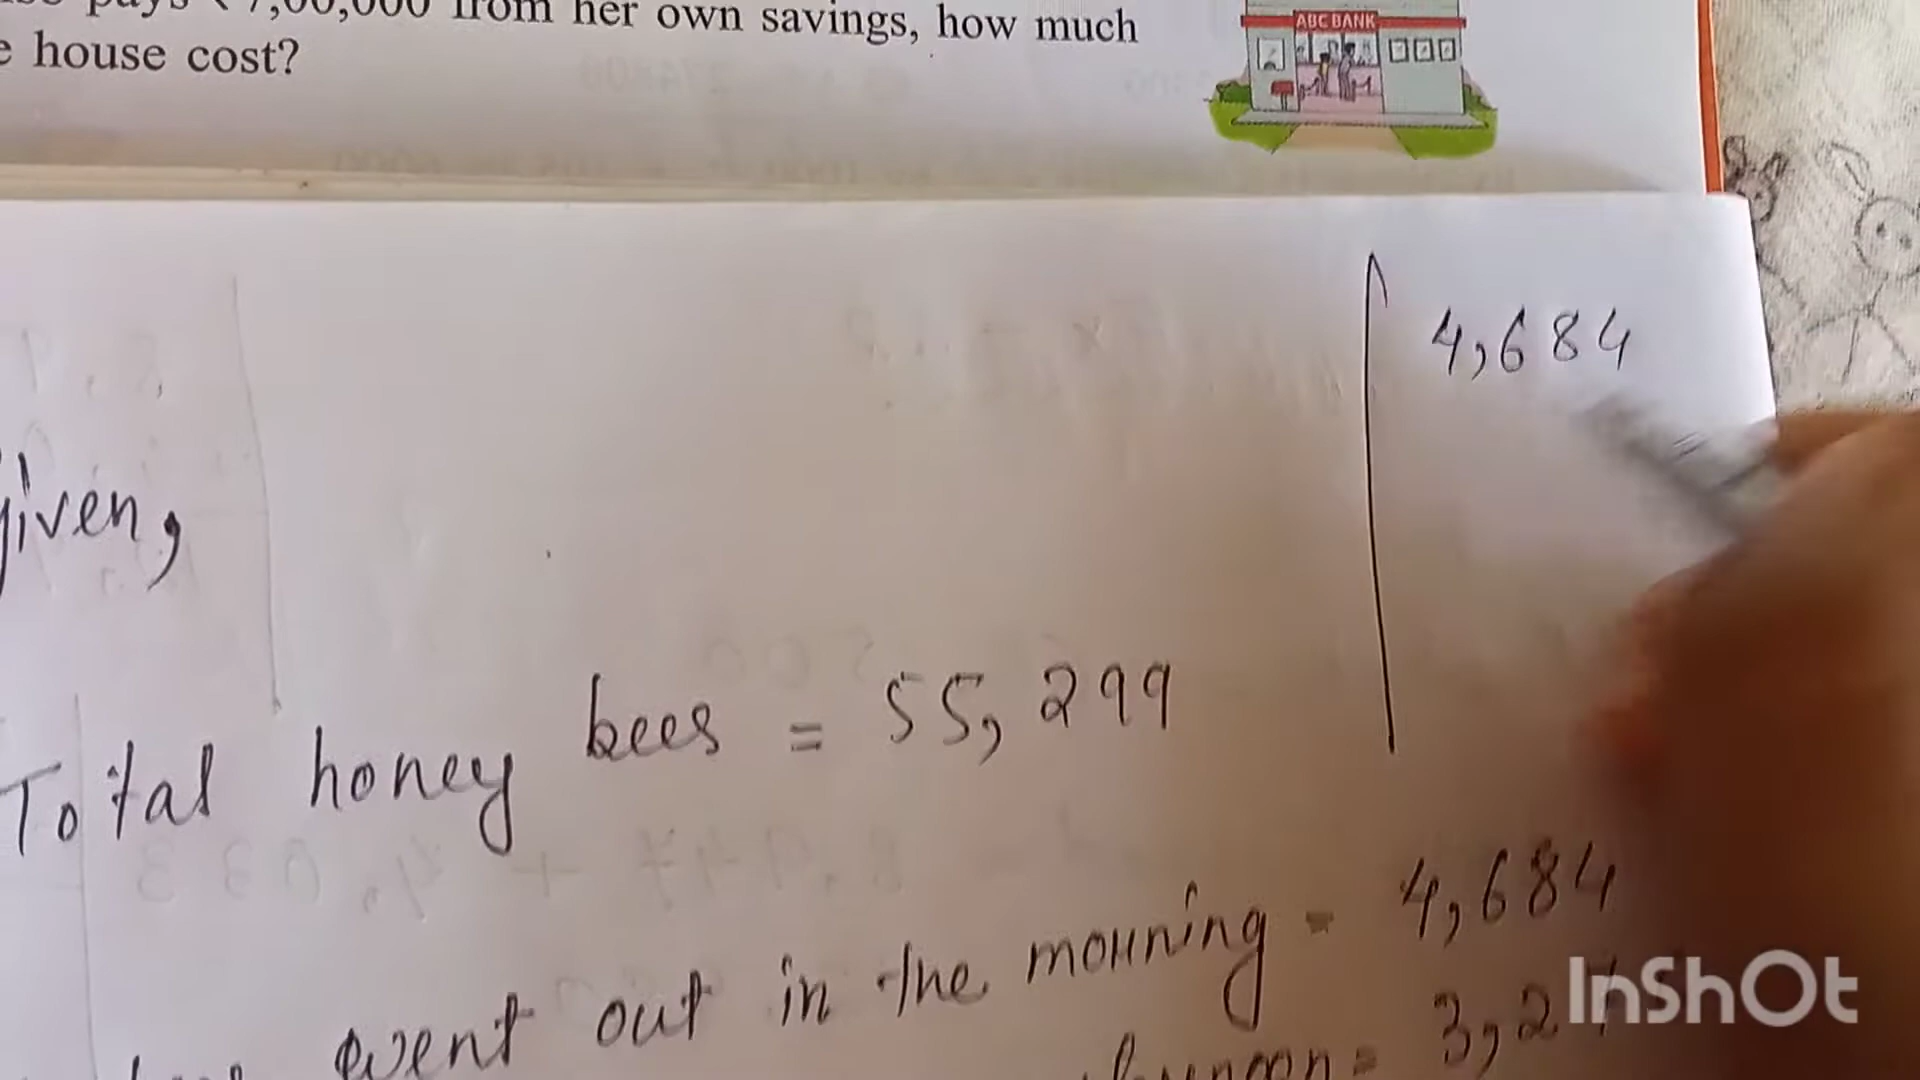 pays ₹7,00,000 from her own savings, how much
house cost?
ABC BANK
4,684
given,
Total honey bees = 55,299
went out in the morning = 4,684
InShOt